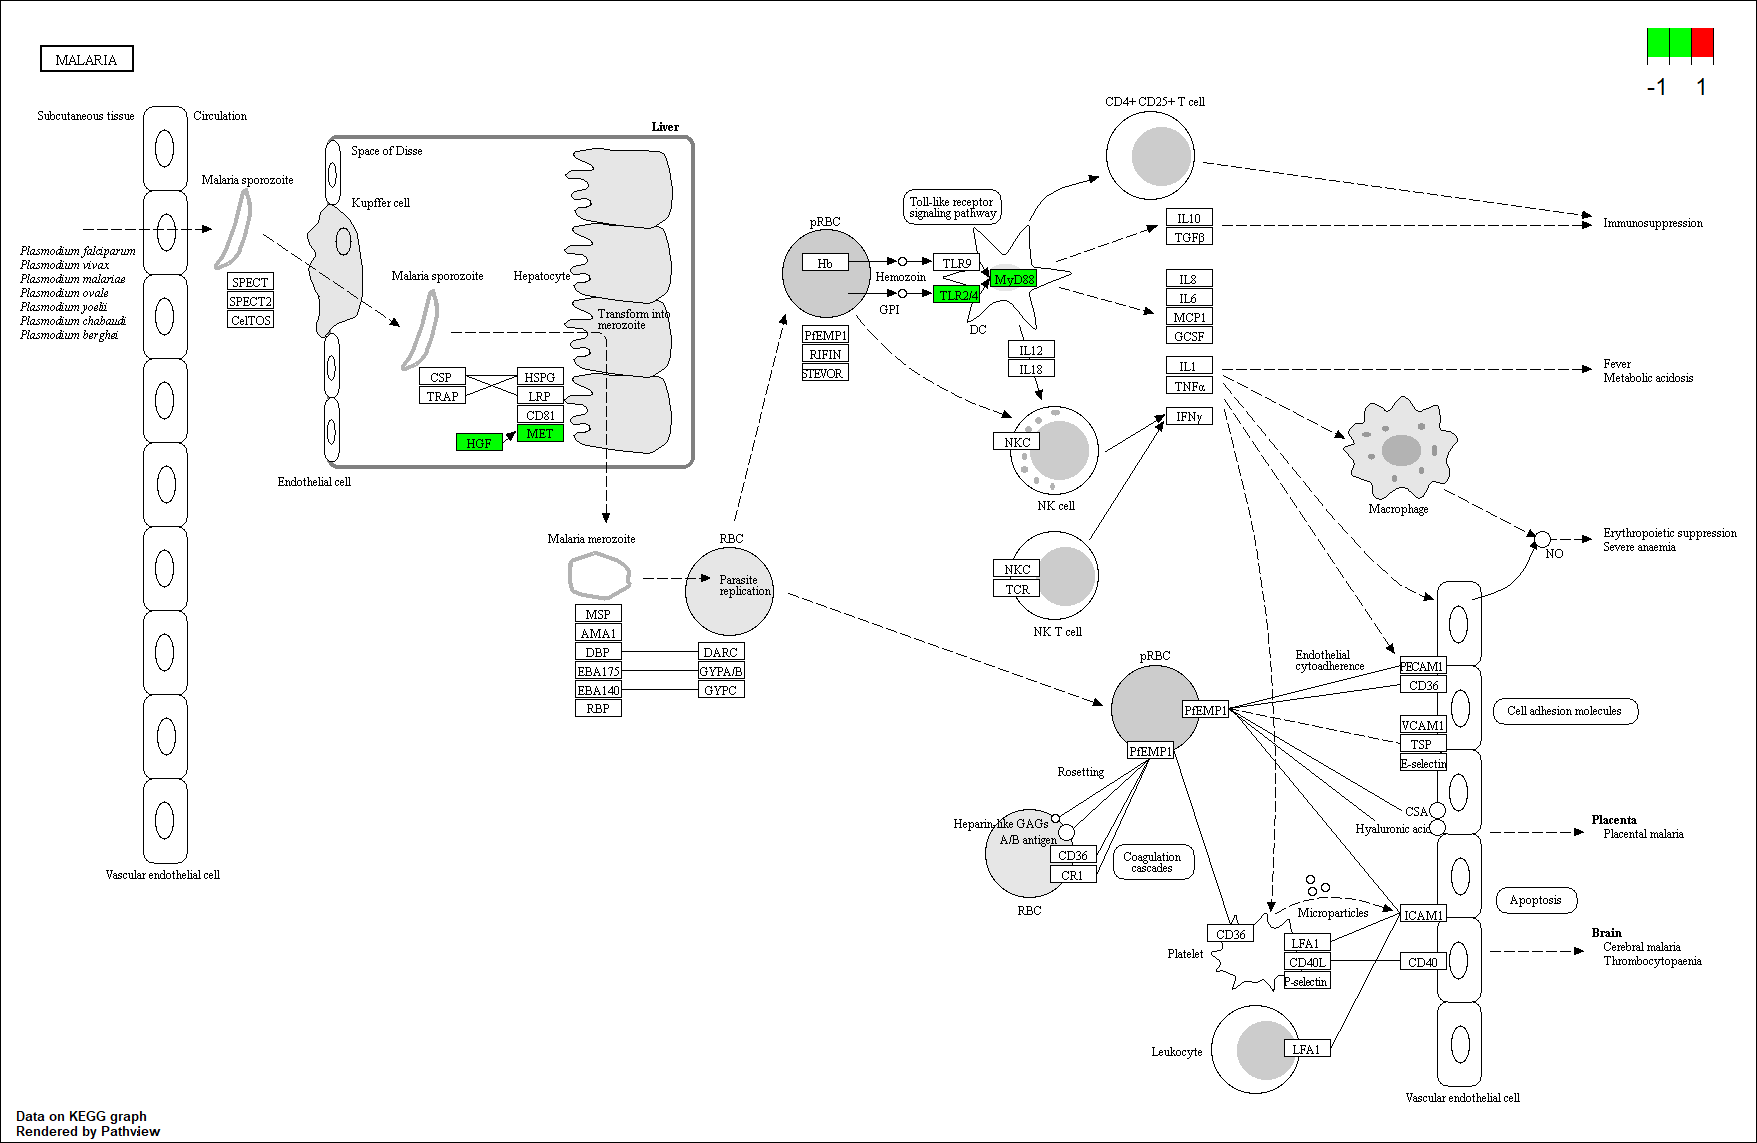 MALARIA
-1 1
Subcutaneous tissue
Circulation
Liver
Space of Disse
Malaria sporozoite
Kupffer cell
Plasmodium falciparum
Plasmodium vivax
Plasmodium malariae
Plasmodium ovale
Plasmodium yoelii
Plasmodium chabaudi
Plasmodium berghei
SPECT
SPECT2
CelTOS
Malaria sporozoite
Hepatocyte
Transform into
merozoite
CSP
TRAP
HSPG
LRP
CD81
MET
HGF
Endothelial cell
Vascular endothelial cell
Malaria merozoite
MSP
AMA1
DBP
EBA175
EBA140
RBP
RBC
Parasite
replication
DARC
GYPA/B
GYPC
pRBC
Hb
PfEMP1
RIFIN
STEVOR
Hemozoin
GPI
Toll-like receptor
signaling pathway
TLR9
TLR2/4
MyD88
DC
IL12
IL18
CD4+ CD25+ T cell
IL10
TGFβ
IL8
IL6
MCP1
GCSF
IL1
TNFα
IFNγ
NKC
NK cell
NKC
TCR
NK T cell
Immunosuppression
Fever
Metabolic acidosis
Macrophage
NO
Erythropoietic suppression
Severe anaemia
pRBC
PfEMP1
PfEMP1
Rosetting
Heparin-like GAGs
A/B antigen
CD36
CR1
RBC
Coagulation
cascades
Endothelial
cytoadherence
PECAM1
CD36
VCAM1
TSP
E-selectin
CSA
Hyaluronic acid
Cell adhesion molecules
Placenta
Placental malaria
Apoptosis
Brain
Cerebral malaria
Thrombocytopaenia
Microparticles
ICAM1
CD40
CD36
Platelet
LFA1
CD40L
P-selectin
Leukocyte
LFA1
Vascular endothelial cell
Data on KEGG graph
Rendered by Pathview